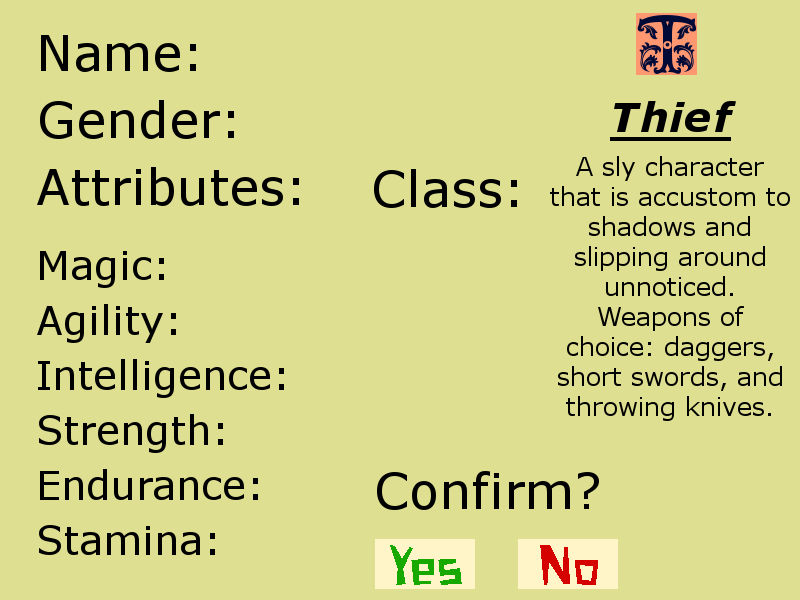 Name:
Gender:
Attributes:
Magic:
Agility:
Intelligence:
Strength:
Endurance:
Stamina:
Class:
T
Thief
A sly character
that is accustom to
shadows and
slipping around
unnoticed.
Weapons of
choice: daggers,
short swords, and
throwing knives.
Confirm?
Yes No